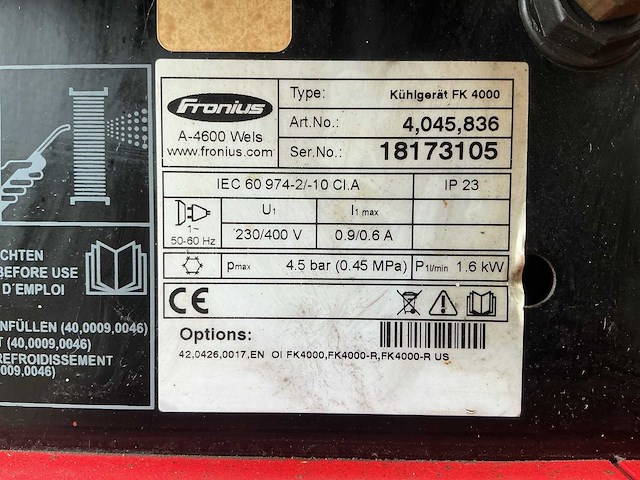 Fronius
A-4600 Wels
www.fronius.com
Type: Kühlgerät FK 4000
Art.No.: 4,045,836
Ser.No.: 18173105
IEC 60 974-2/-10 Cl.A IP 23
1~
50-60 Hz
U1 I1 max
230/400 V 0.9/0.6 A
pmax 4.5 bar (0.45 MPa) P1l/min 1.6 kW
CE
Options:
42,0426,0017,EN OI FK4000,FK4000-R,FK4000-R US
CHTEN
BEFORE USE
D´EMPLOI
NFÜLLEN (40,0009,0046)
T (40,0009,0046)
REFROIDISSEMENT
009,0046)